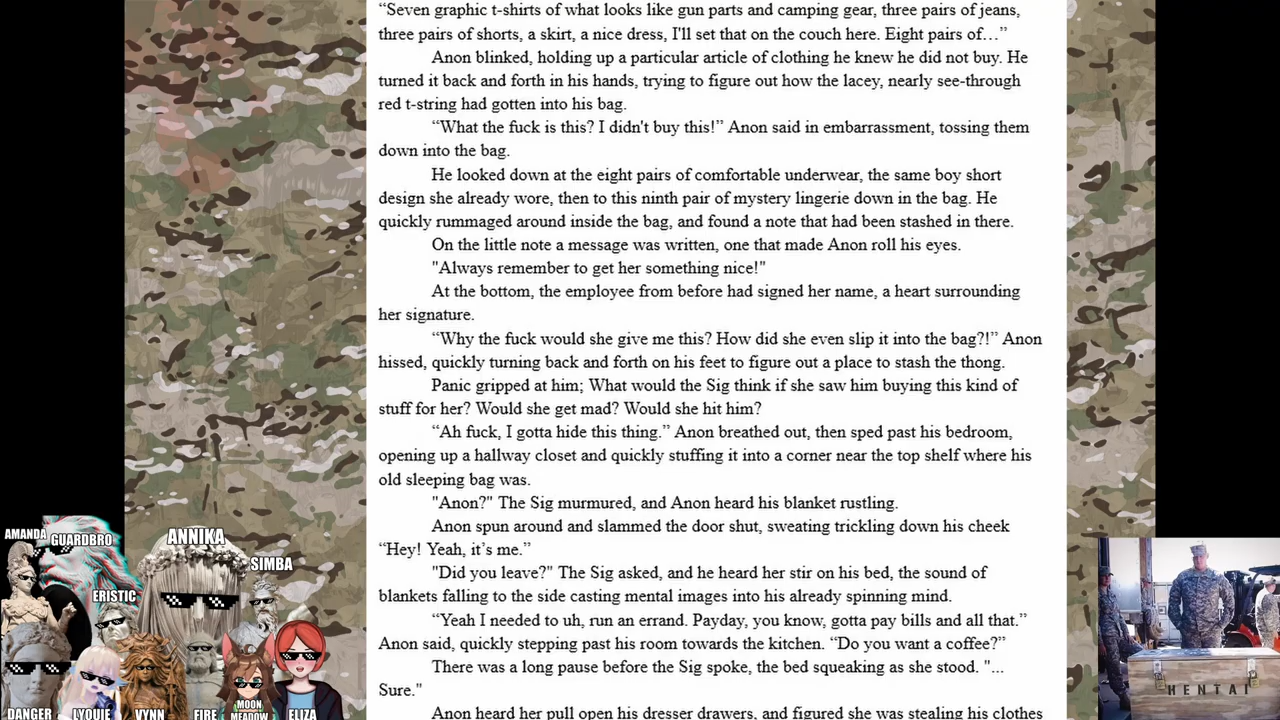 “Seven graphic t-shirts of what looks like gun parts and camping gear, three pairs of jeans,
three pairs of shorts, a skirt, a nice dress, I'll set that on the couch here. Eight pairs of…”
Anon blinked, holding up a particular article of clothing he knew he did not buy. He
turned it back and forth in his hands, trying to figure out how the lacey, nearly see-through
red t-string had gotten into his bag.
“What the fuck is this? I didn't buy this!” Anon said in embarrassment, tossing them
down into the bag.
He looked down at the eight pairs of comfortable underwear, the same boy short
design she already wore, then to this ninth pair of mystery lingerie down in the bag. He
quickly rummaged around inside the bag, and found a note that had been stashed in there.
On the little note a message was written, one that made Anon roll his eyes.
"Always remember to get her something nice!"
At the bottom, the employee from before had signed her name, a heart surrounding
her signature.
“Why the fuck would she give me this? How did she even slip it into the bag?!” Anon
hissed, quickly turning back and forth on his feet to figure out a place to stash the thong.
Panic gripped at him; What would the Sig think if she saw him buying this kind of
stuff for her? Would she get mad? Would she hit him?
“Ah fuck, I gotta hide this thing.” Anon breathed out, then sped past his bedroom,
opening up a hallway closet and quickly stuffing it into a corner near the top shelf where his
old sleeping bag was.
"Anon?" The Sig murmured, and Anon heard his blanket rustling.
Anon spun around and slammed the door shut, sweating trickling down his cheek
“Hey! Yeah, it’s me.”
"Did you leave?" The Sig asked, and he heard her stir on his bed, the sound of
blankets falling to the side casting mental images into his already spinning mind.
“Yeah I needed to uh, run an errand. Payday, you know, gotta pay bills and all that.”
Anon said, quickly stepping past his room towards the kitchen. “Do you want a coffee?”
There was a long pause before the Sig spoke, the bed squeaking as she stood. "...
Sure."
Anon heard her pull open his dresser drawers, and figured she was stealing his clothes
AMANDA
GUARDBRO
ANNIKA
SIMBA
ERISTIC
DANGER
LYQUIE
VYNN
FIRE
MOON
MEADOW
ELIZA
HENTAI